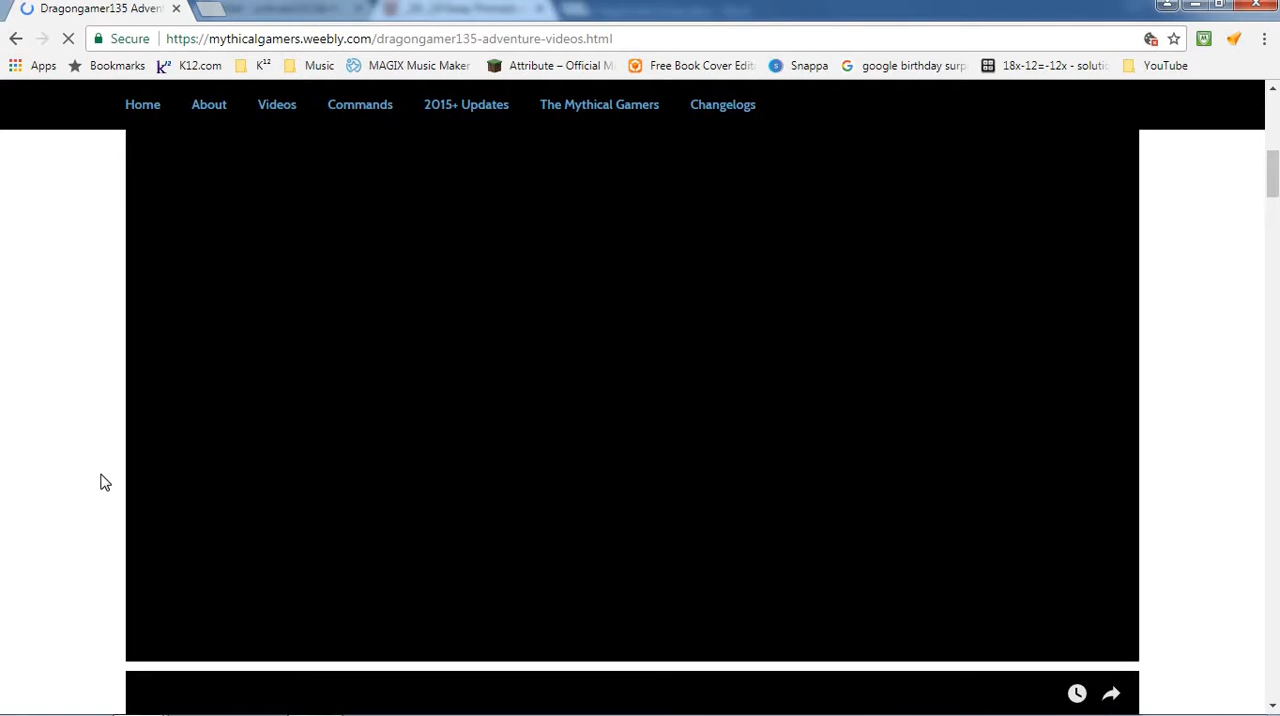 Dragongamer135 Advent
Secure https://mythicalgamers.weebly.com/dragongamer135-adventure-videos.html
Apps Bookmarks K12.com K¹² Music MAGIX Music Maker Attribute – Official M Free Book Cover Edit Snappa google birthday surp 18x-12=-12x - soluti YouTube
Home About Videos Commands 2015+ Updates The Mythical Gamers Changelogs